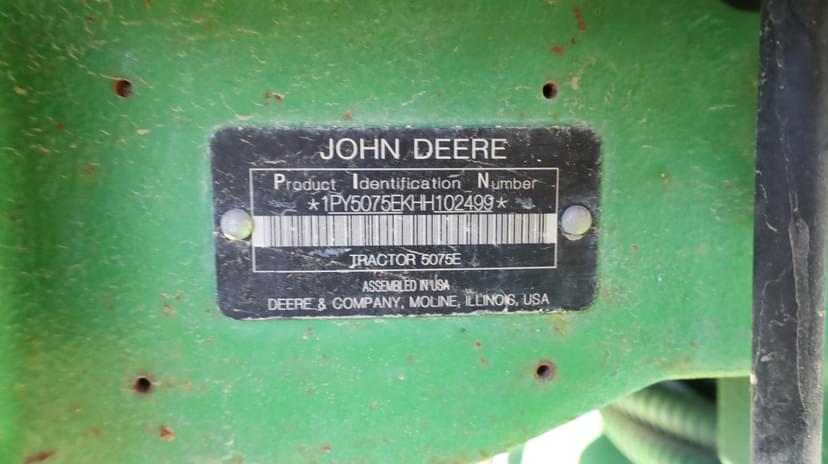 JOHN DEERE
Product Identification Number
*1PY5075EKHH102499*
TRACTOR 5075E
ASSEMBLED IN USA
DEERE & COMPANY, MOLINE, ILLINOIS, USA